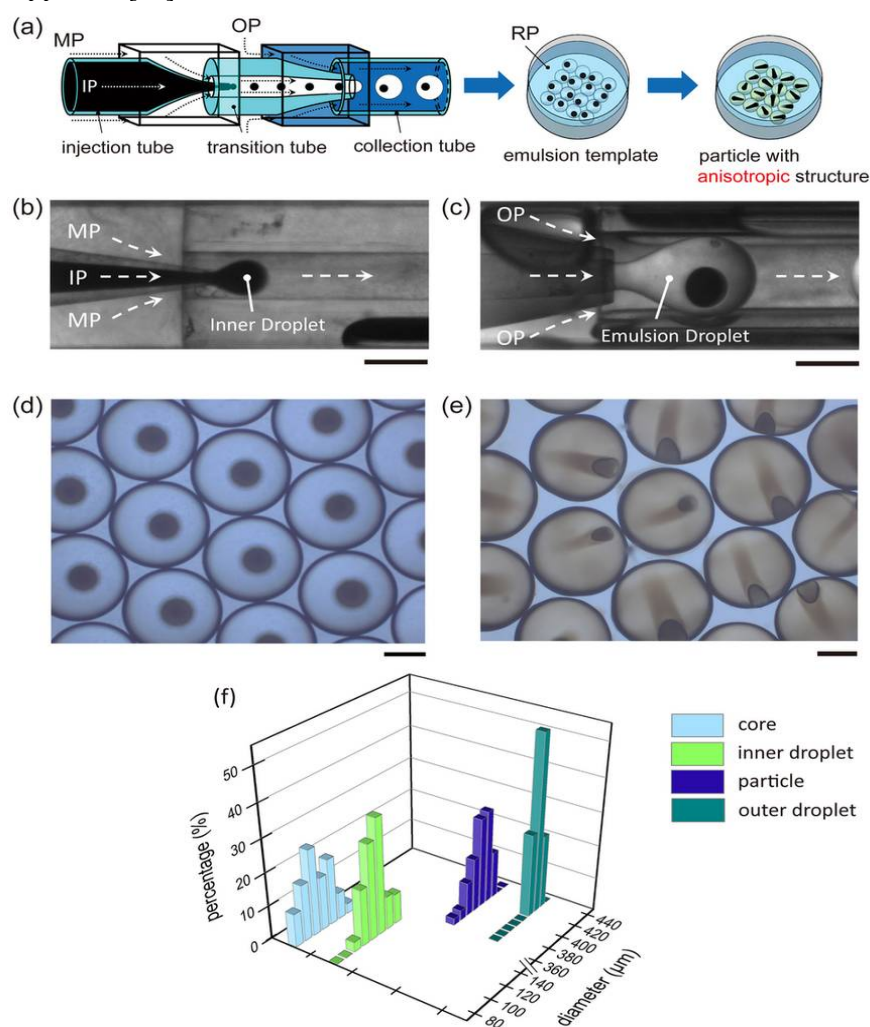 (a)
MP
OP
IP
RP
injection tube
transition tube
collection tube
emulsion template
particle with
anisotropic structure
(b)
MP
IP
MP
Inner Droplet
(c)
OP
OP
Emulsion Droplet
(d)
(e)
(f)
percentage (%)
50
40
30
20
10
0
diameter (μm)
440
420
400
380
360
140
120
100
80
core
inner droplet
particle
outer droplet